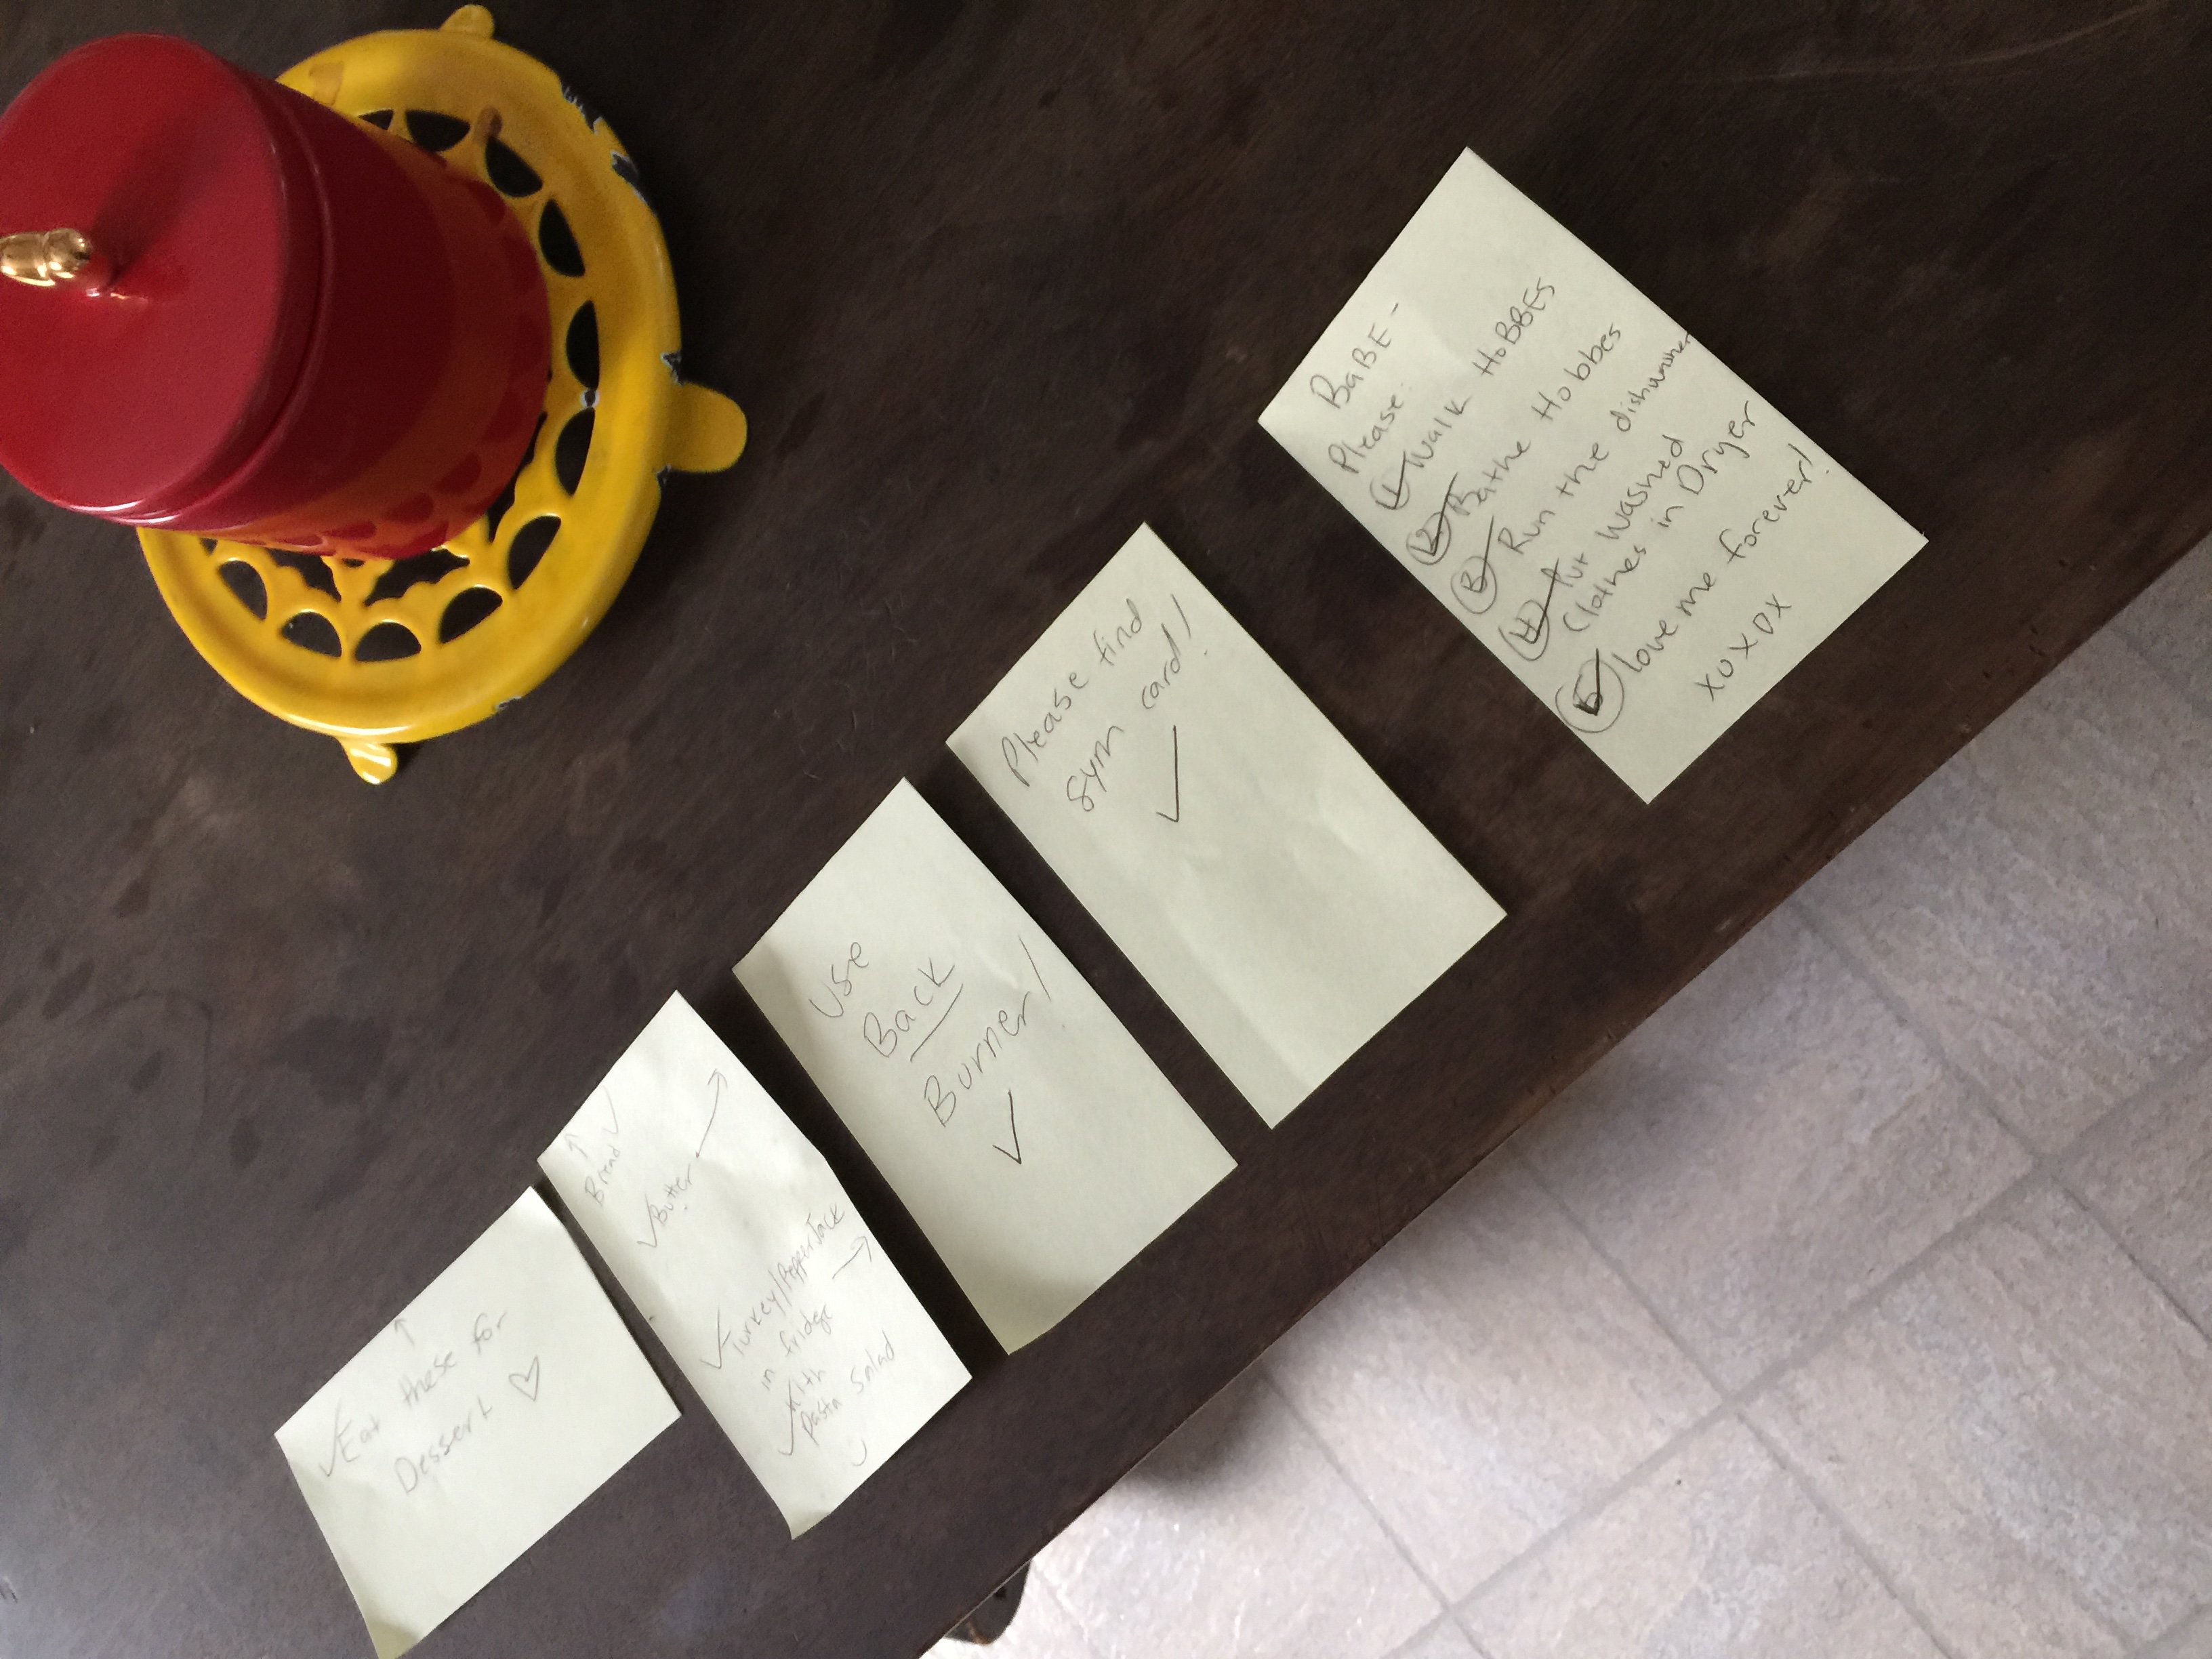 Eat these for
Dessert ♡
↑
Bread ✓
✓ Butter →
✓ Turkey/Pepper Jack
in fridge →
✓ with
pasta salad
Use
Back
Burner!
✓
Please find
gym card!
✓
BaBE-
Please:
1 Walk HoBBEs
2 Bathe Hobbes
3 Run the dishwasher
4 Put Washed
Clothes in Dryer
5 love me forever!
XOXOX